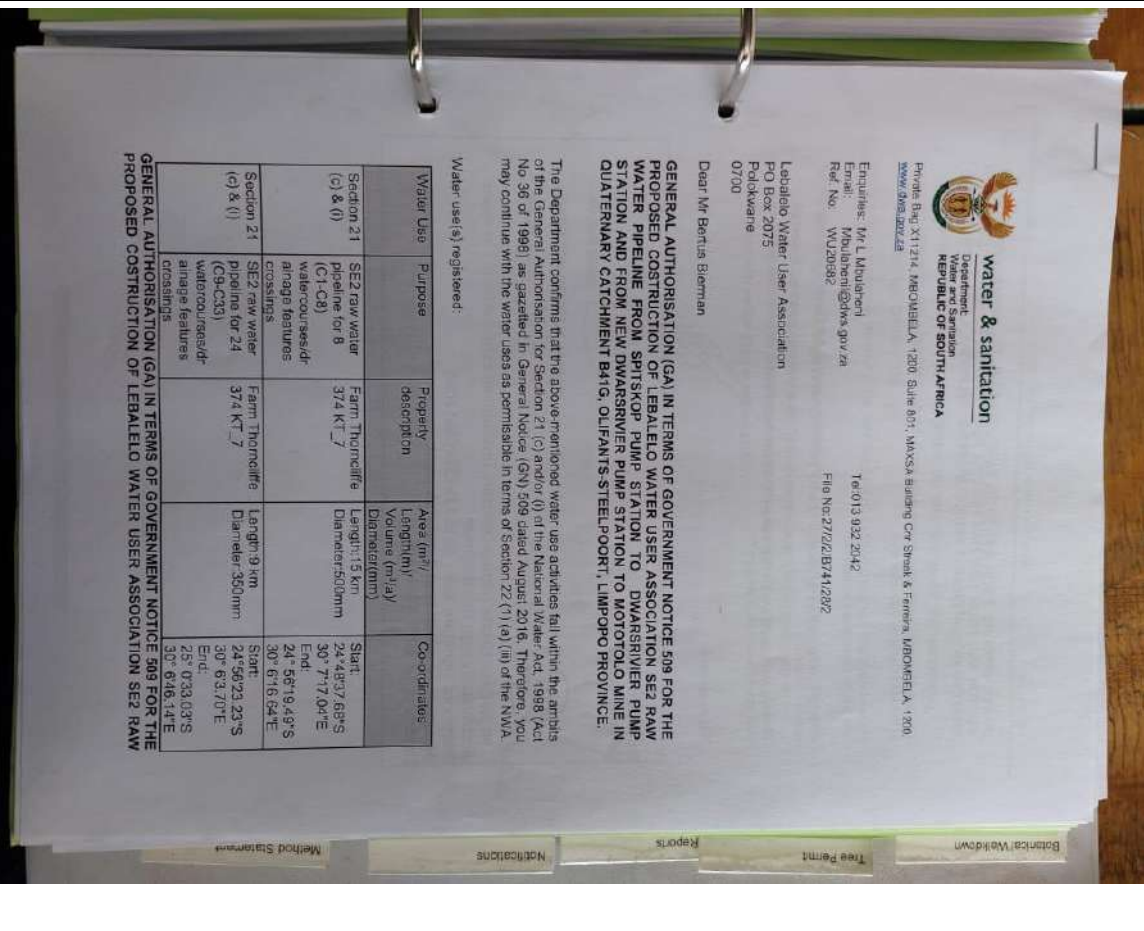 water & sanitation
Department:
Water and Sanitation
REPUBLIC OF SOUTH AFRICA
Private Bag X11214, MBOMBELA, 1200. Suite 801, MAXSA Building Cnr Streak & Ferreira, MBOMBELA, 1200.
www.dwa.gov.za
Enquiries: Mr L Mbulaheni Tel:013 932 2042
Email: Mbulahenil@dws.gov.za
Ref. No: WU20682 File No:27/2/2/B741/28/2
Lebalelo Water User Association
PO Box 2075
Polokwane
0700
Dear Mr Bertus Bierman
GENERAL AUTHORISATION (GA) IN TERMS OF GOVERNMENT NOTICE 509 FOR THE
PROPOSED COSTRUCTION OF LEBALELO WATER USER ASSOCIATION SE2 RAW
WATER PIPELINE FROM SPITSKOP PUMP STATION TO DWARSRIVIER PUMP
STATION AND FROM NEW DWARSRIVIER PUMP STATION TO MOTOTOLO MINE IN
QUATERNARY CATCHMENT B41G, OLIFANTS-STEELPOORT, LIMPOPO PROVINCE.
The Department confirms that the above-mentioned water use activities fall within the ambits
of the General Authorisation for Section 21 (c) and/or (i) of the National Water Act, 1998 (Act
No 36 of 1998) as gazetted in General Notice (GN) 509 dated August 2016. Therefore, you
may continue with the water uses as permissible in terms of Section 22 (1) (a) (iii) of the NWA.
Water use(s) registered:
Water Use Purpose Property Area (m²)/ Co-ordinates
description Length(m)/
Volume (m³/a)/
Diameter(mm)
Section 21 SE2 raw water Farm Thorncliffe Length:15 km Start:
(c) & (i) pipeline for 8 374 KT_7 Diameter:500mm 24°48'37.68"S
(C1-C8) 30° 7'17.04"E
watercourses/dr End:
ainage features 24° 56'19.49"S
crossings 30° 6'16.64"E
Section 21 SE2 raw water Farm Thorncliffe Length:9 km Start:
(c) & (i) pipeline for 24 374 KT_7 Diameter:350mm 24°56'23.23"S
(C9-C33) 30° 6'3.70"E
watercourses/dr End:
ainage features 25° 0'33.03"S
crossings 30° 6'46.14"E
GENERAL AUTHORISATION (GA) IN TERMS OF GOVERNMENT NOTICE 509 FOR THE
PROPOSED COSTRUCTION OF LEBALELO WATER USER ASSOCIATION SE2 RAW
Botanical Walkdown
Tree Permit
Reports
Notifications
Method Statement